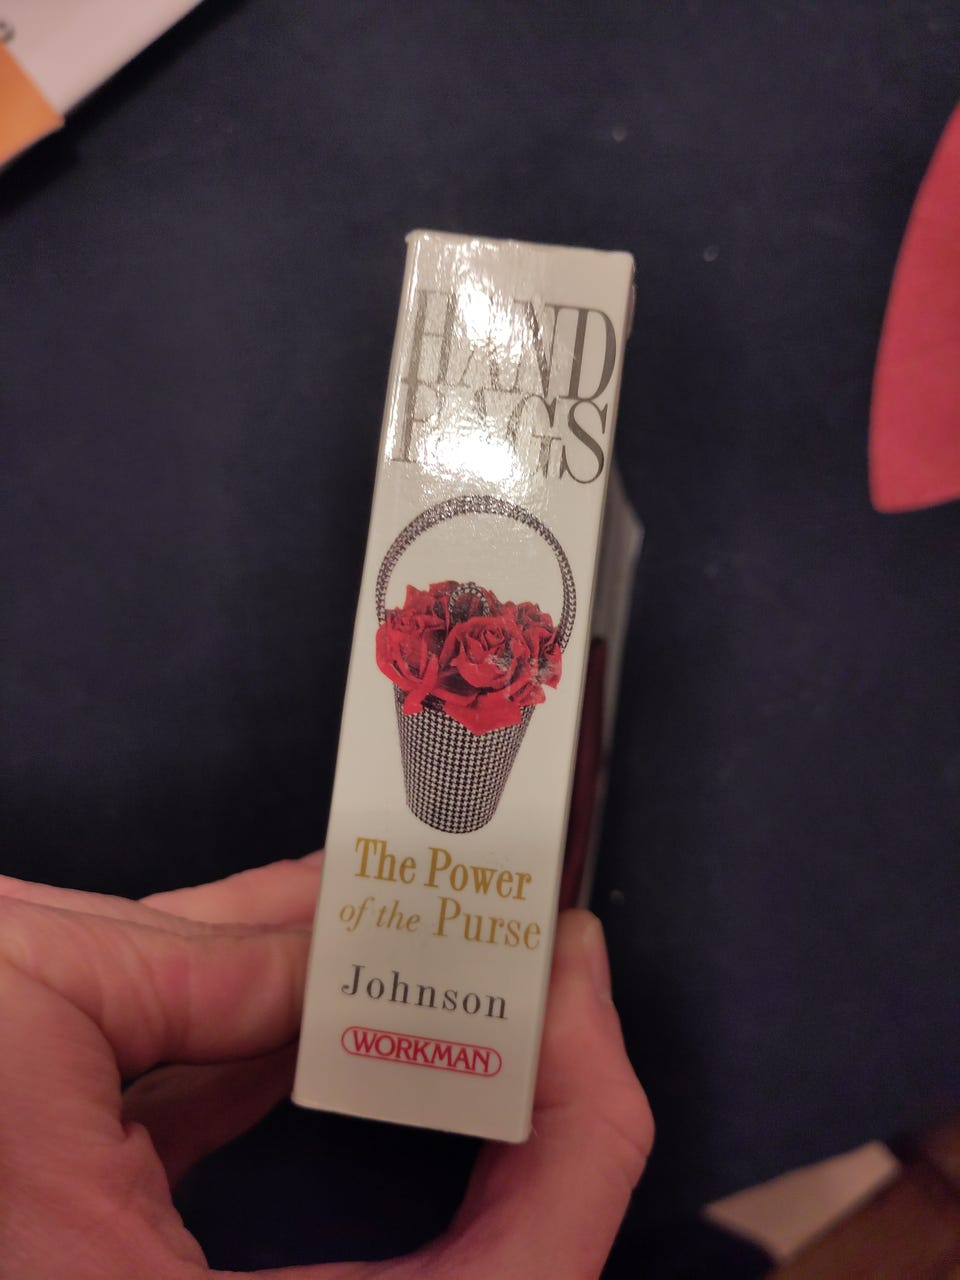 HAND
BAGS
The Power
of the Purse
Johnson
WORKMAN